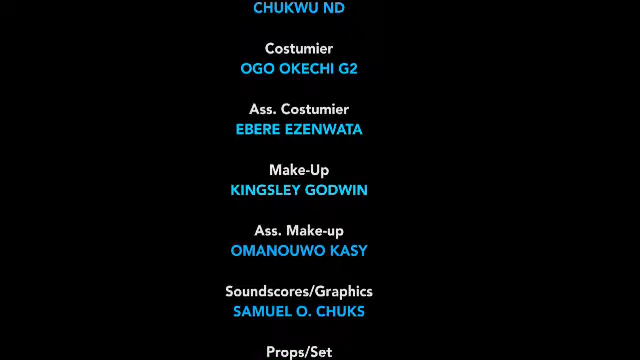 CHUKWU ND
Costumier
OGO OKECHI G2
Ass. Costumier
EBERE EZENWATA
Make-Up
KINGSLEY GODWIN
Ass. Make-up
OMANOUWO KASY
Soundscores/Graphics
SAMUEL O. CHUKS
Props/Set